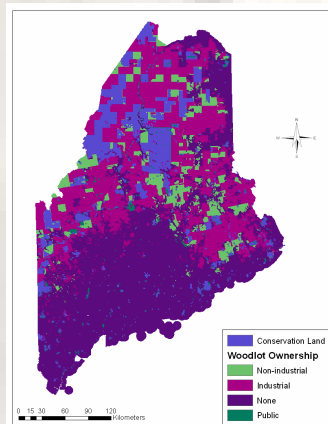 N
W E
S
Conservation Land
Woodlot Ownership
Non-industrial
Industrial
None
Public
0 15 30 60 90 120
Kilometers